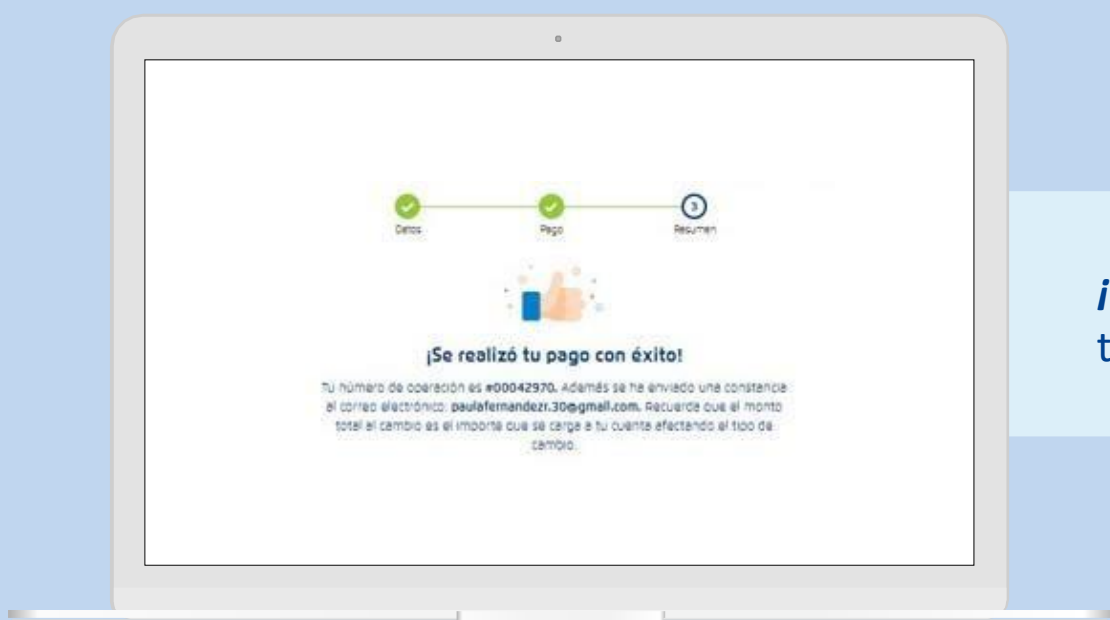 Datos Pago 3 Resumen
¡Se realizó tu pago con éxito!
Tu número de operación es #00042970. Además se ha enviado una constancia
al correo electrónico: paulafernandezr.30@gmail.com. Recuerda que el monto
total al cambio es el importe que se carga a tu cuenta afectando el tipo de
cambio.
¡
t